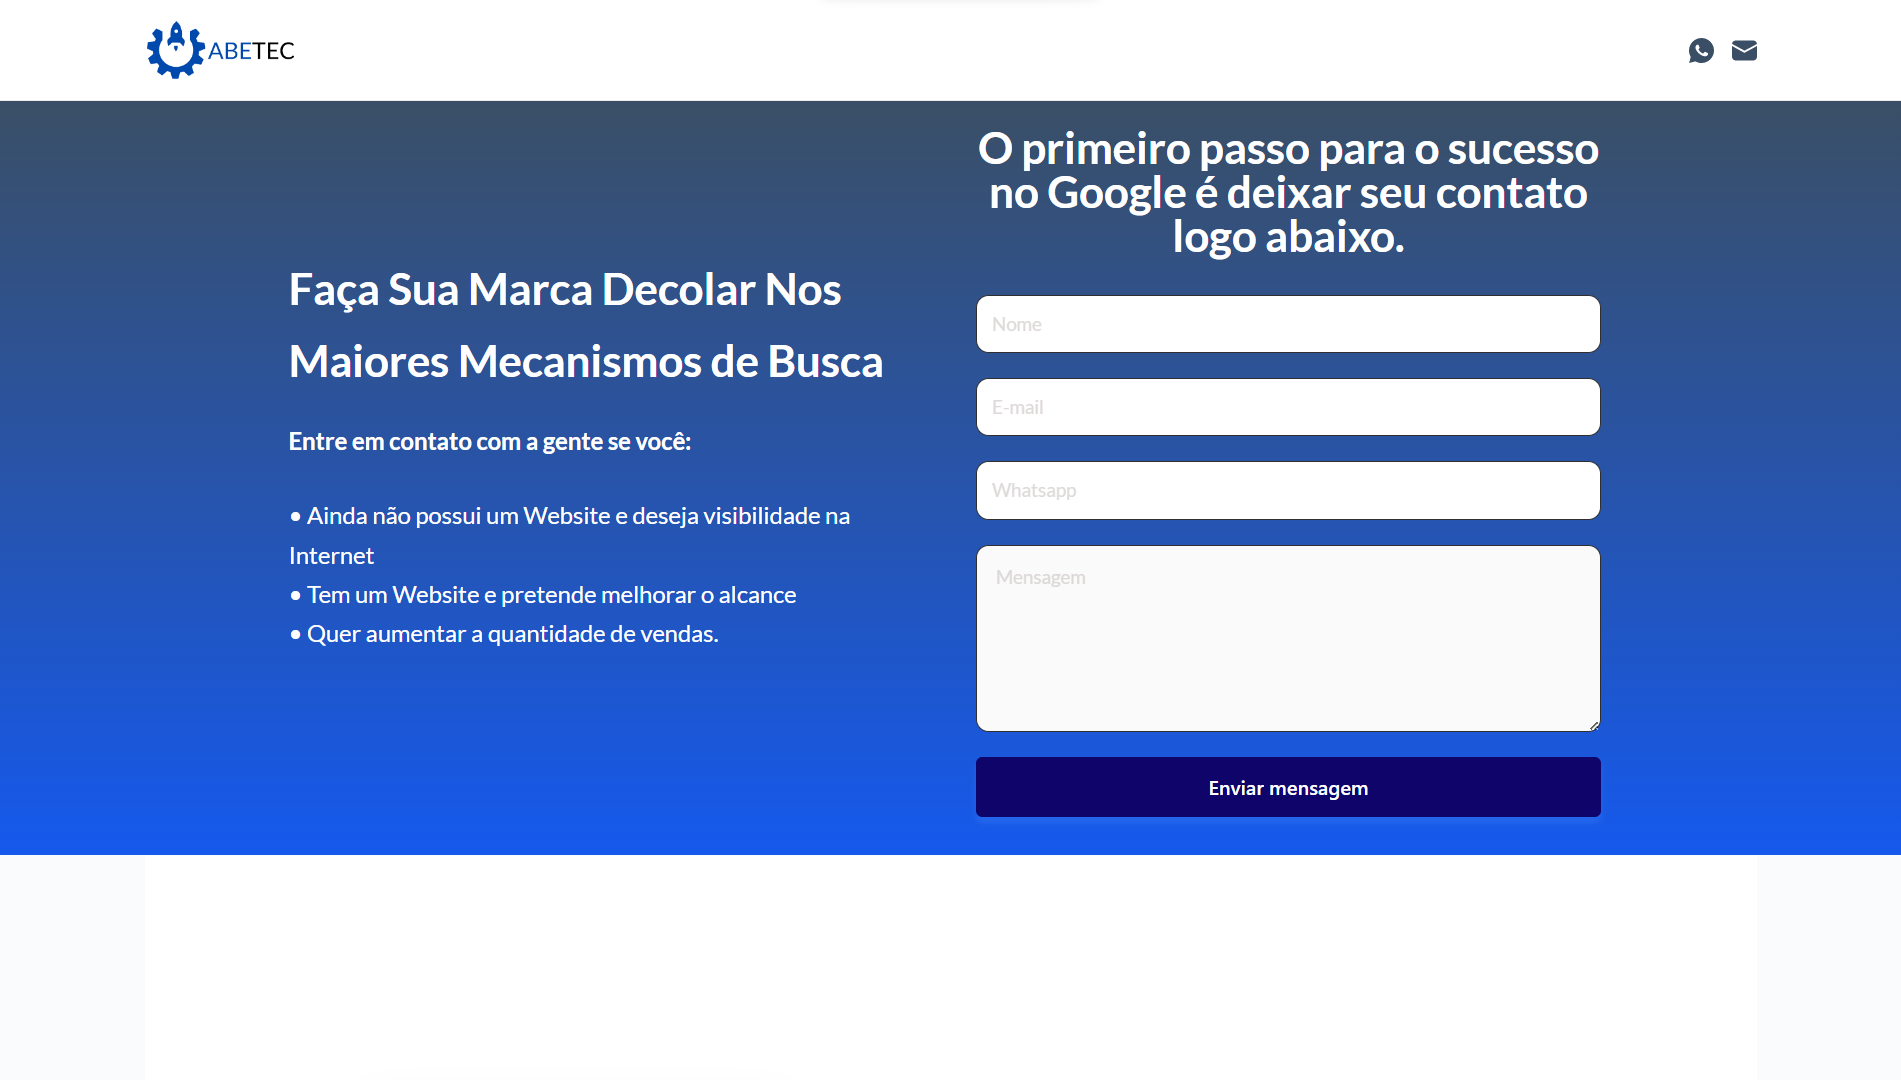 ABETEC
Faça Sua Marca Decolar Nos
Maiores Mecanismos de Busca
Entre em contato com a gente se você:
• Ainda não possui um Website e deseja visibilidade na
Internet
• Tem um Website e pretende melhorar o alcance
• Quer aumentar a quantidade de vendas.
O primeiro passo para o sucesso
no Google é deixar seu contato
logo abaixo.
Nome
E-mail
Whatsapp
Mensagem
Enviar mensagem